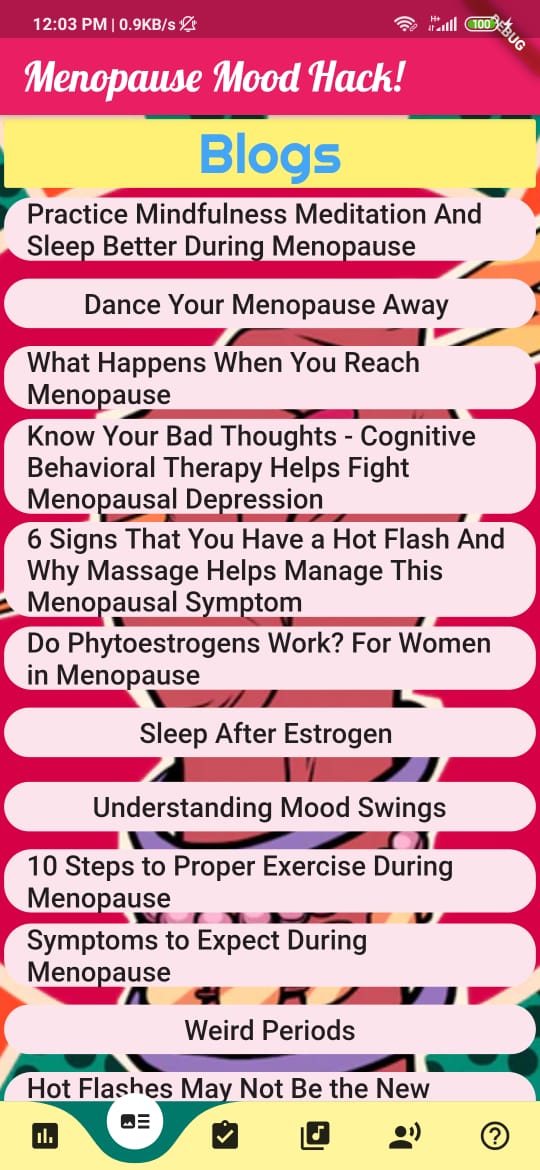 12:03 PM | 0.9KB/s
H+
100
DEBUG
Menopause Mood Hack!
Blogs
Practice Mindfulness Meditation And
Sleep Better During Menopause
Dance Your Menopause Away
What Happens When You Reach
Menopause
Know Your Bad Thoughts - Cognitive
Behavioral Therapy Helps Fight
Menopausal Depression
6 Signs That You Have a Hot Flash And
Why Massage Helps Manage This
Menopausal Symptom
Do Phytoestrogens Work? For Women
in Menopause
Sleep After Estrogen
Understanding Mood Swings
10 Steps to Proper Exercise During
Menopause
Symptoms to Expect During
Menopause
Weird Periods
Hot Flashes May Not Be the New